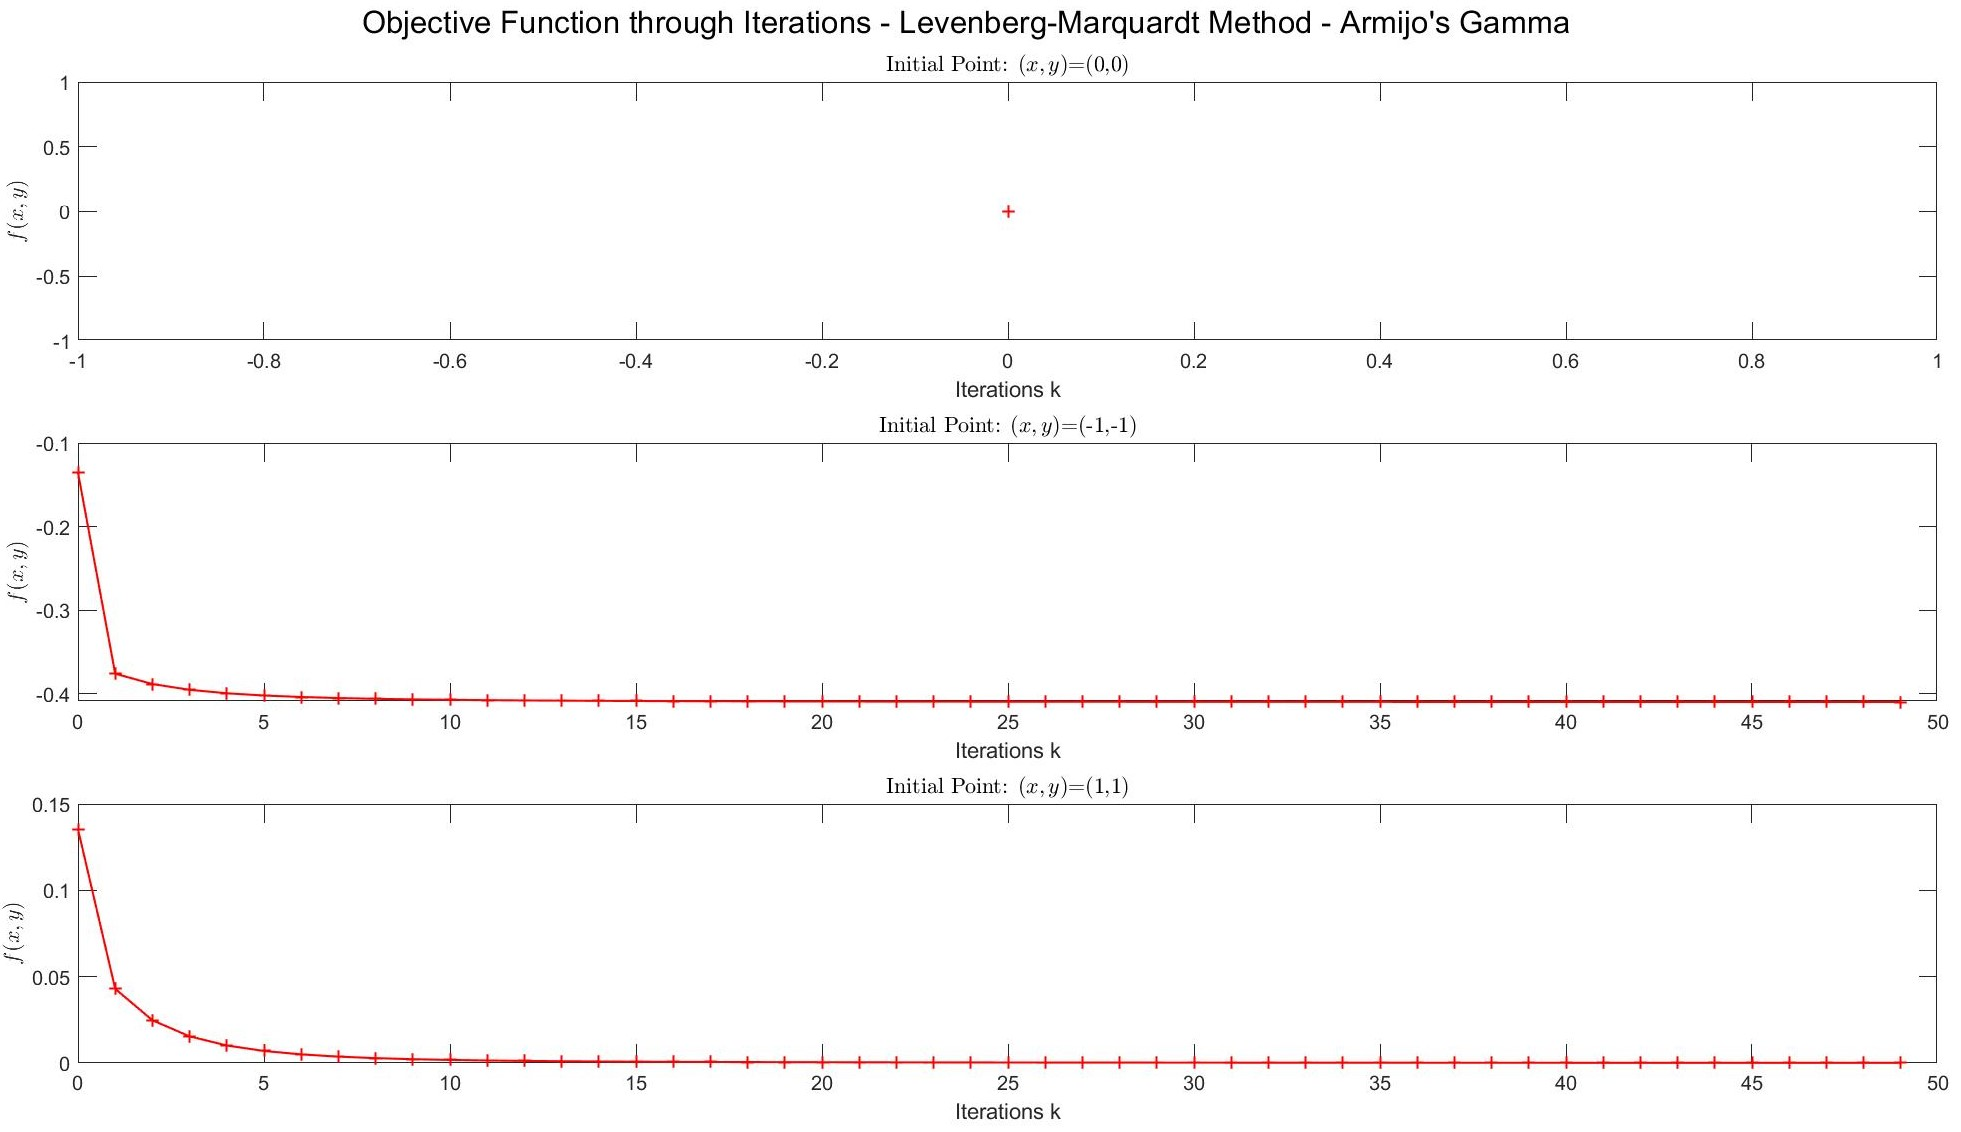 Objective Function through Iterations - Levenberg-Marquardt Method - Armijo's Gamma
Initial Point: (x, y)=(0,0)
1
0.5
0
-0.5
-1
f(x, y)
-1 -0.8 -0.6 -0.4 -0.2 0 0.2 0.4 0.6 0.8 1
Iterations k
Initial Point: (x, y)=(-1,-1)
-0.1
-0.2
-0.3
-0.4
f(x, y)
0 5 10 15 20 25 30 35 40 45 50
Iterations k
Initial Point: (x, y)=(1,1)
0.15
0.1
0.05
0
f(x, y)
0 5 10 15 20 25 30 35 40 45 50
Iterations k